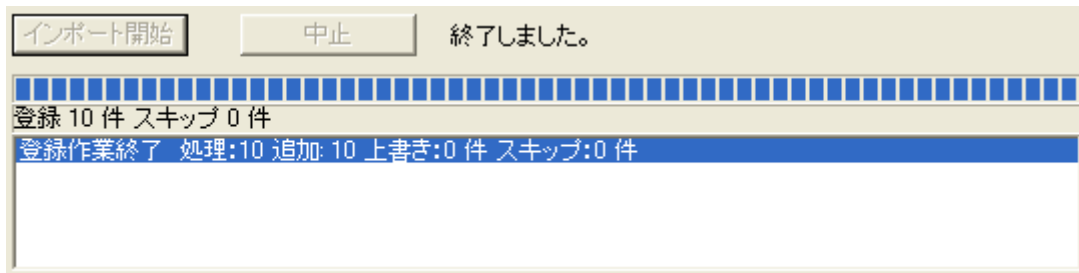 インポート開始 中止 終了しました。
登録 10 件 スキップ 0 件
登録作業終了 処理:10 追加: 10 上書き:0 件 スキップ:0 件